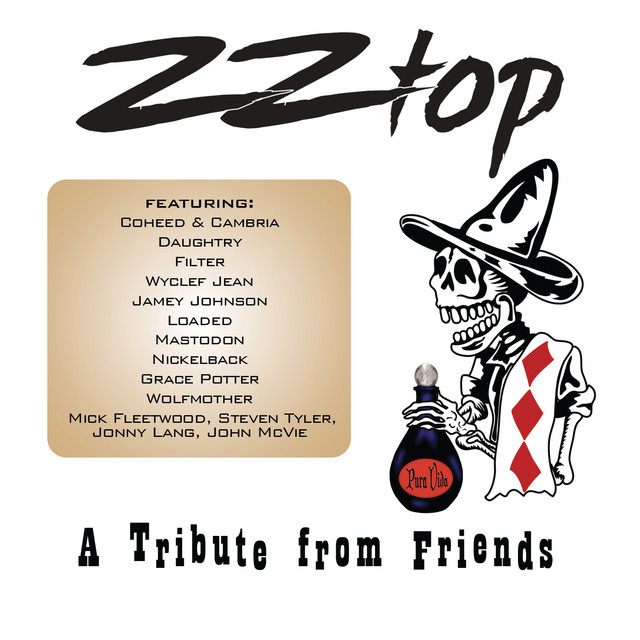 ZZ top
FEATURING:
COHEED & CAMBRIA
DAUGHTRY
FILTER
WYCLEF JEAN
JAMEY JOHNSON
LOADED
MASTODON
NICKELBACK
GRACE POTTER
WOLFMOTHER
MICK FLEETWOOD, STEVEN TYLER,
JONNY LANG, JOHN MCVIE
Pura Vida
A Tribute from Friends